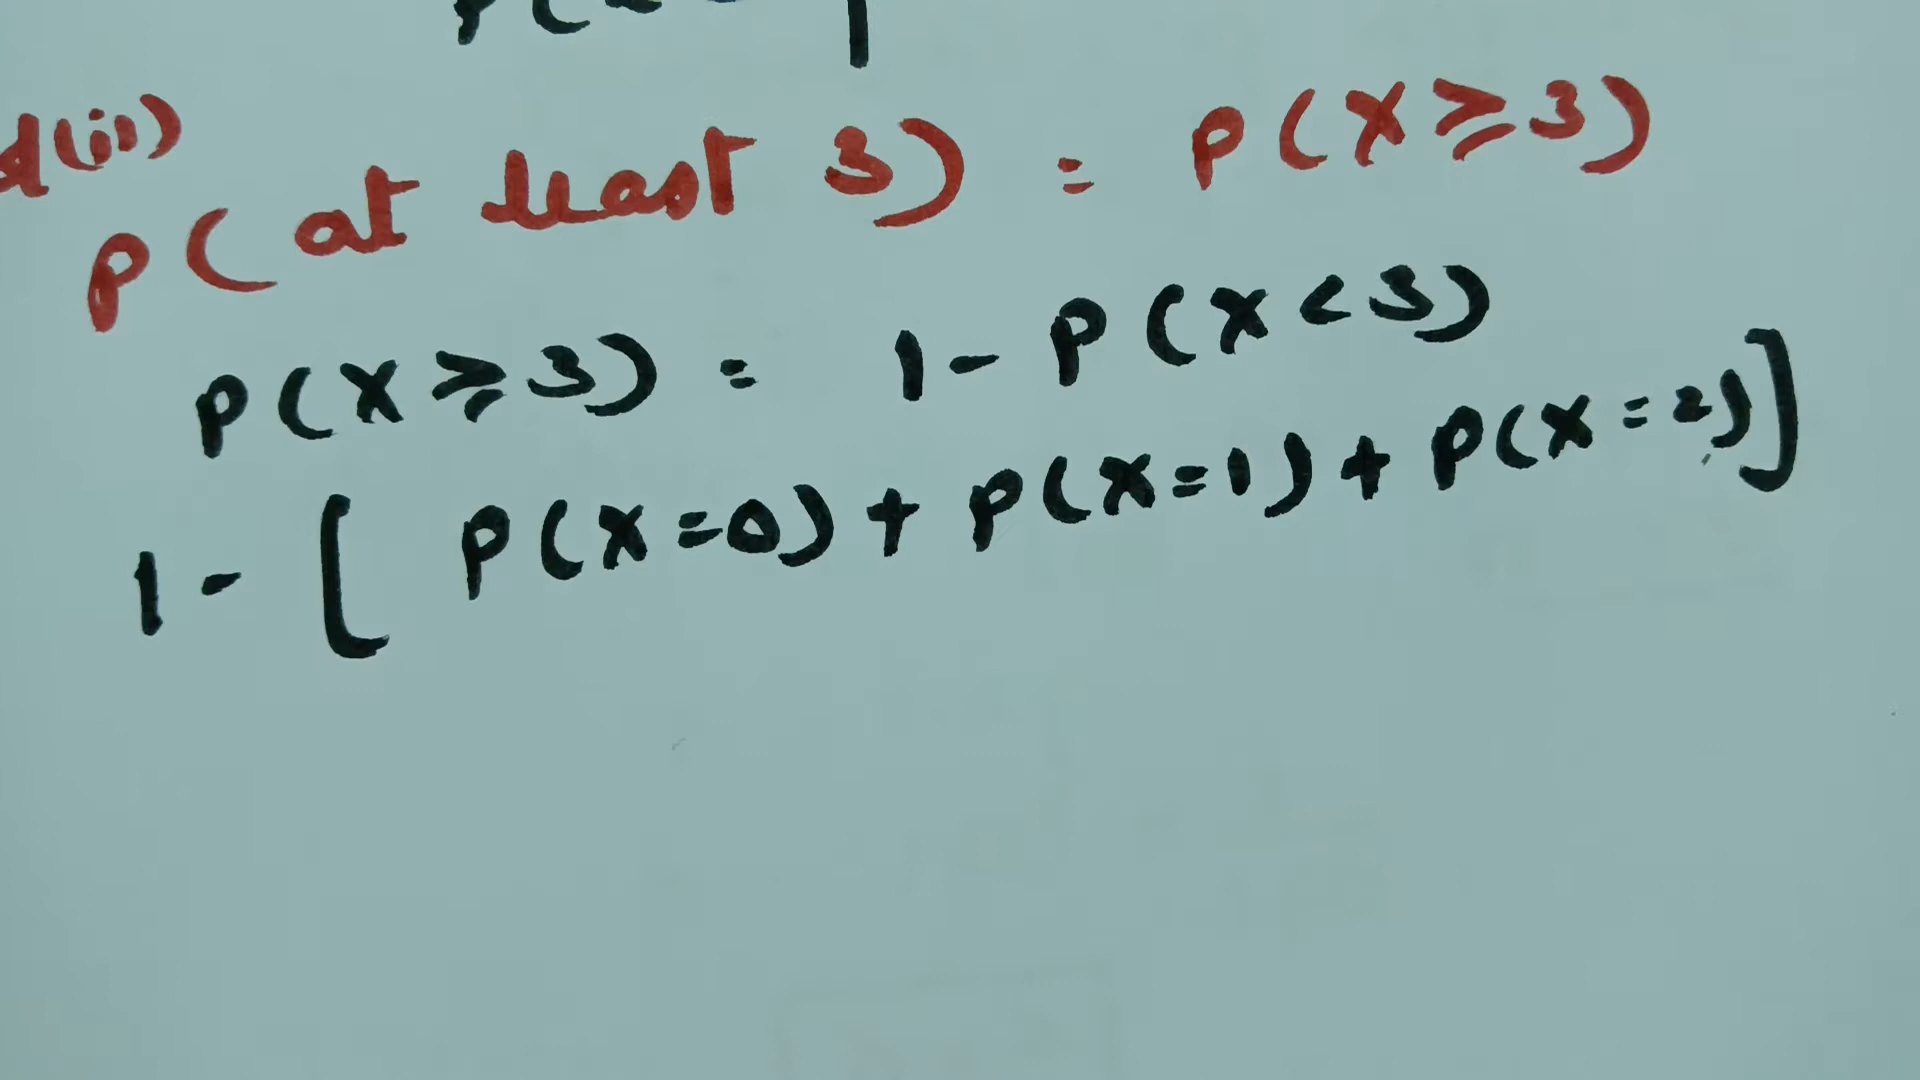 d(ii)
P(at least 3) = P(X ≥ 3)
P(X ≥ 3) = 1 - P(X < 3)
1 - [ P(X=0) + P(X=1) + P(X=2) ]